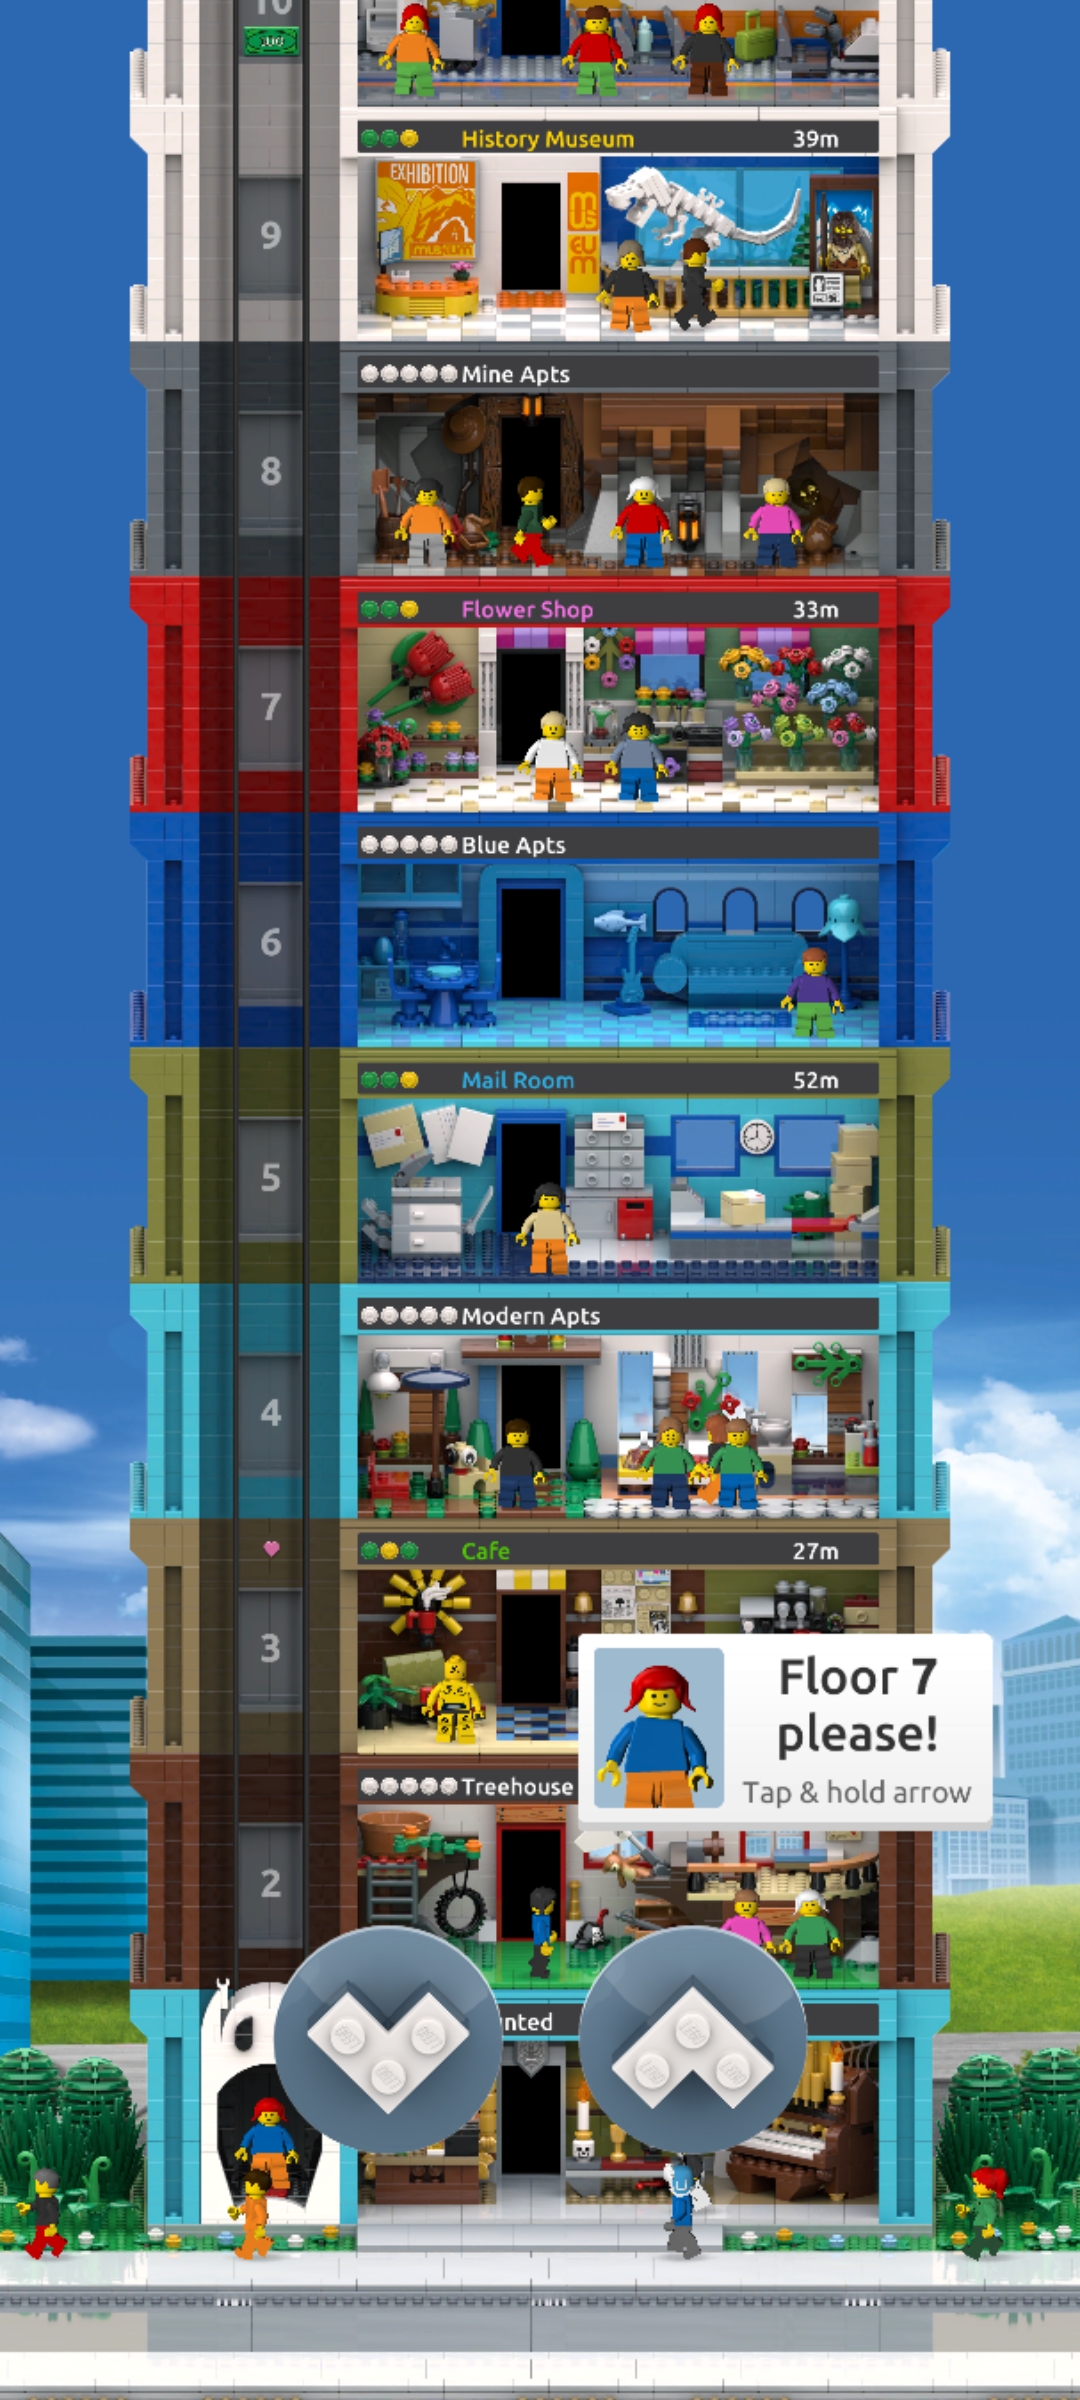 10
History Museum 39m
EXHIBITION
MUSEUM
MUSEUM
9
Mine Apts
8
Flower Shop 33m
7
Blue Apts
6
Mail Room 52m
5
Modern Apts
4
Cafe 27m
3
Floor 7
please!
Tap & hold arrow
Treehouse
2
nted